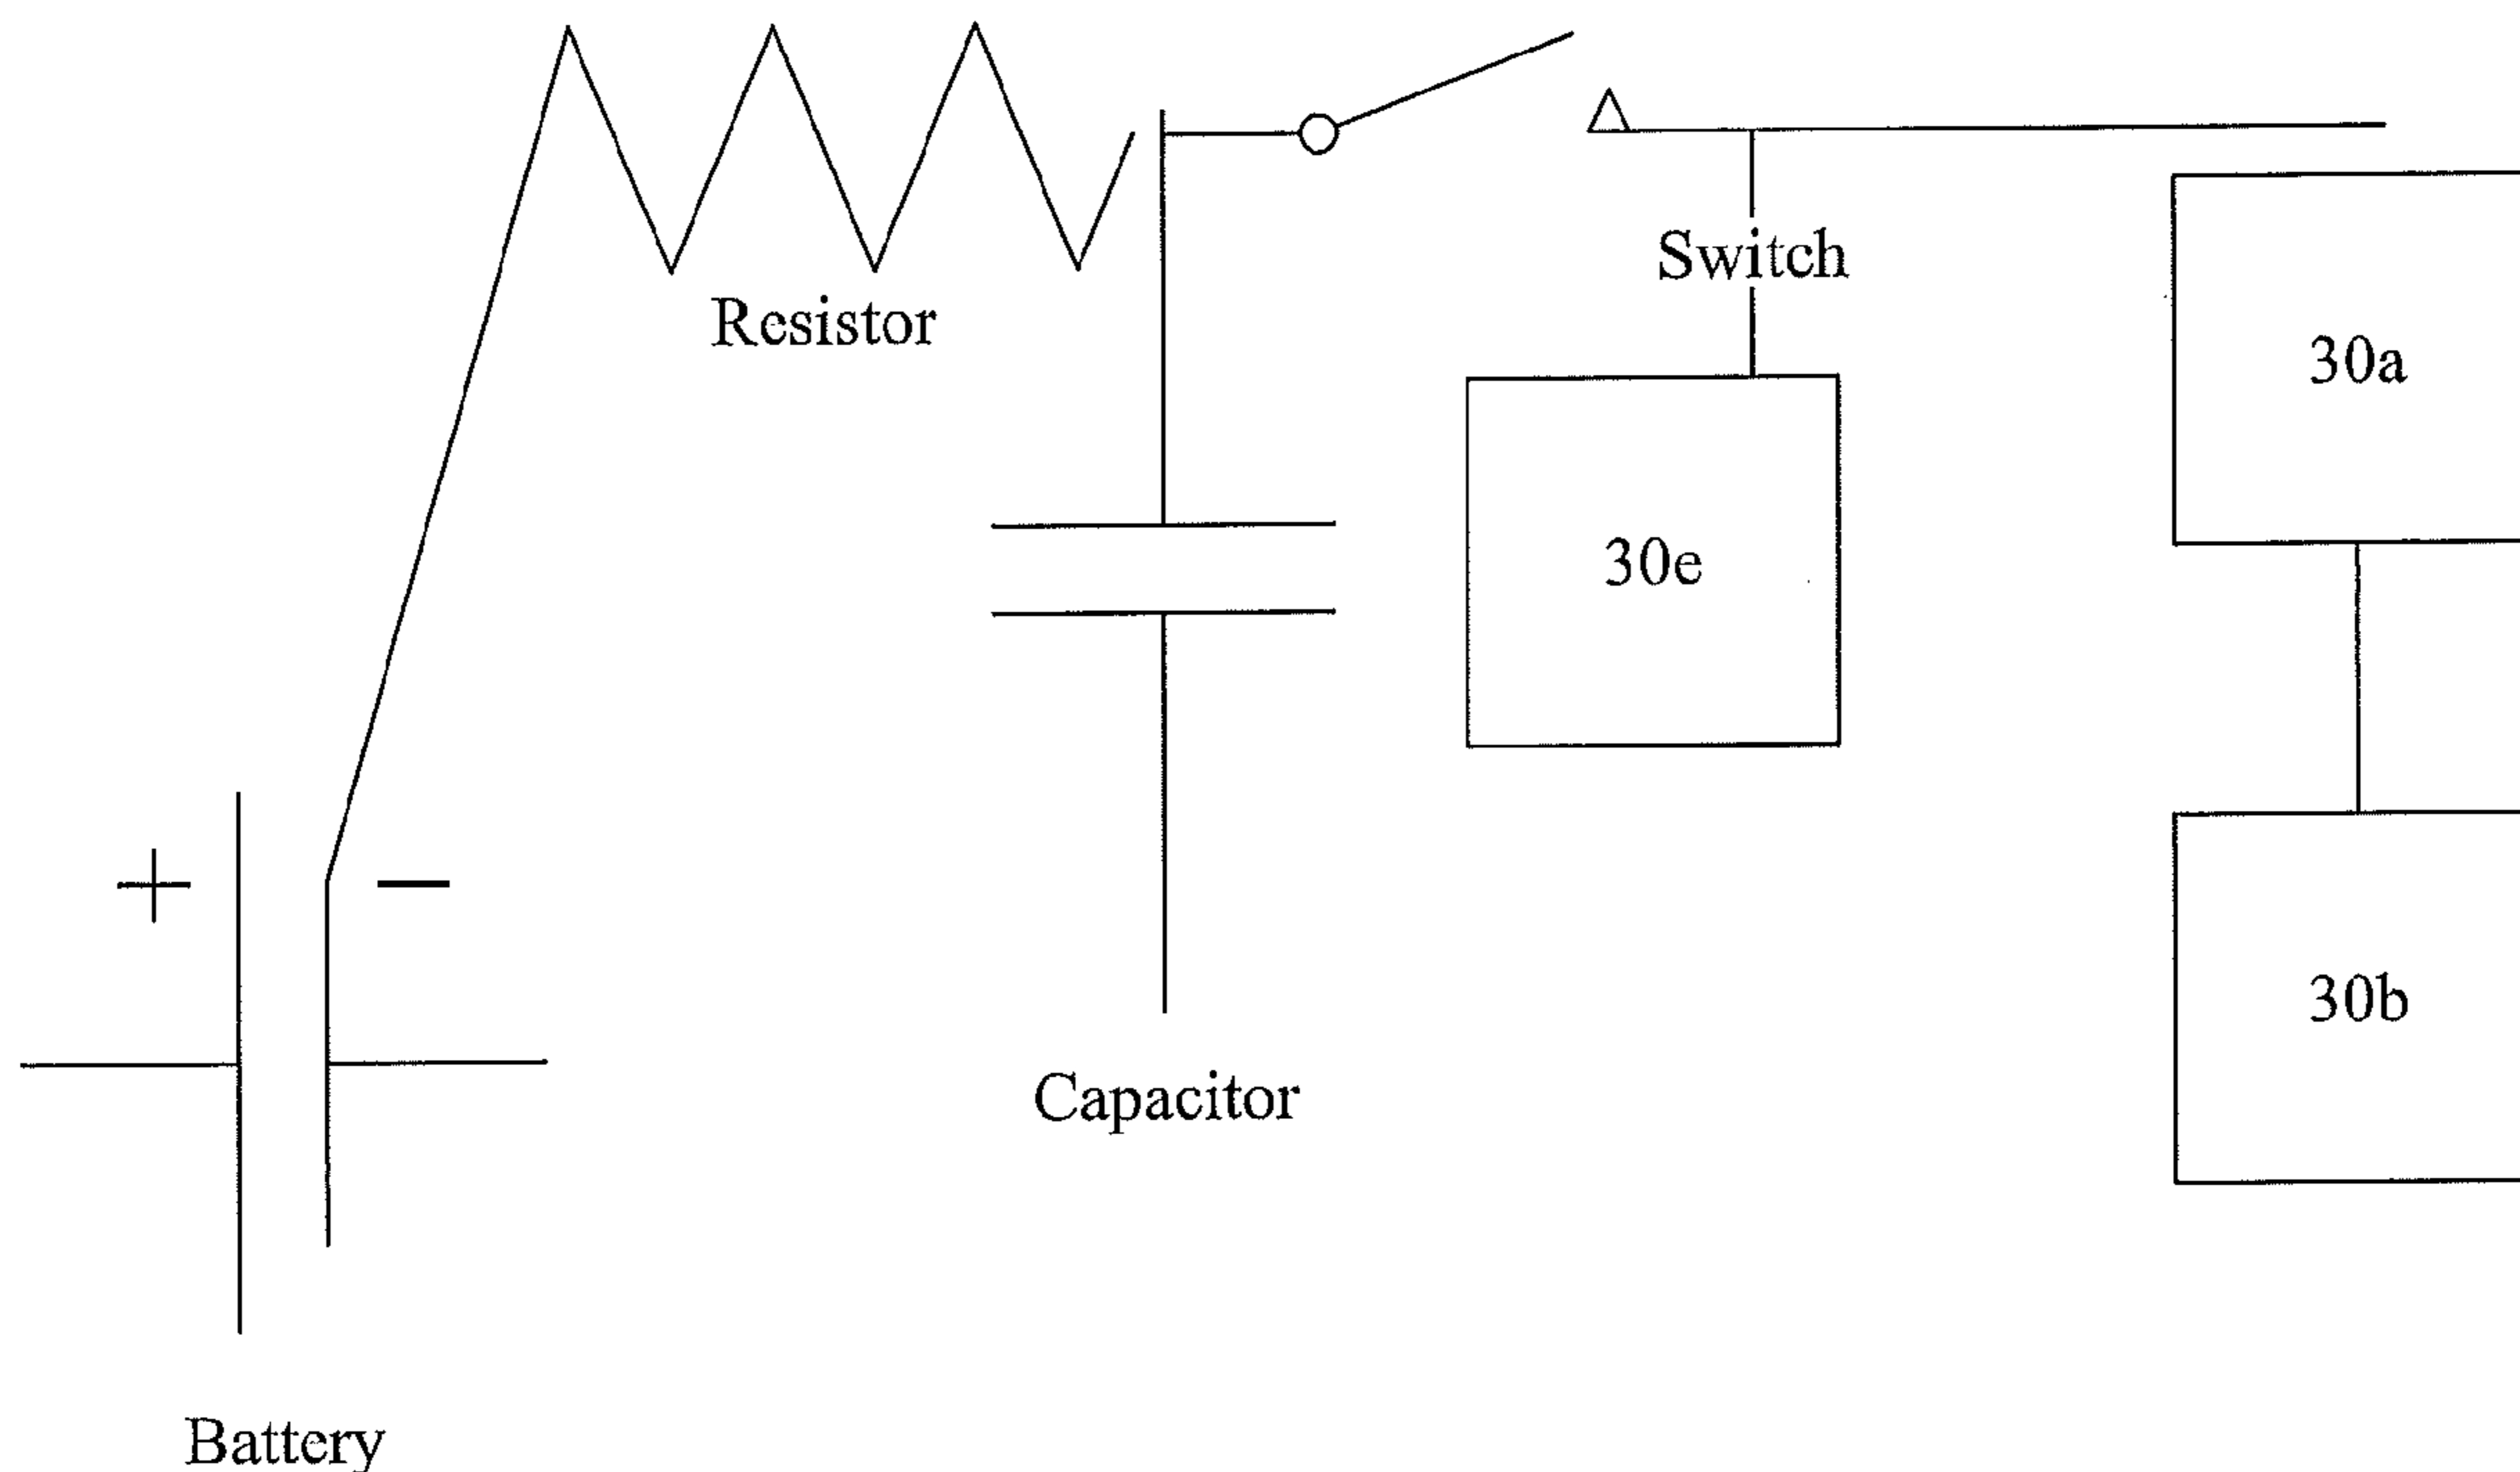 Switch
Resistor
30a
30e
+
−
30b
Capacitor
Battery